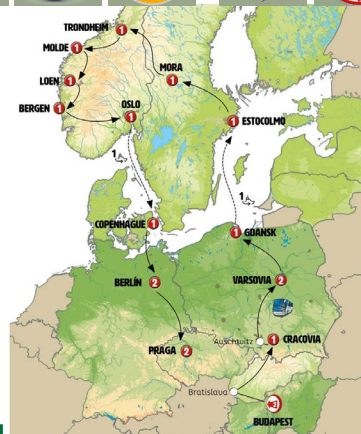 TRONDHEIM
1
MOLDE
1
MORA
1
LOEN
1
BERGEN
1
OSLO
1
ESTOCOLMO
1
1
1
COPENHAGUE
1
GDANSK
1
BERLÍN
2
VARSOVIA
2
Auschwitz
CRACOVIA
1
PRAGA
2
Bratislava
BUDAPEST